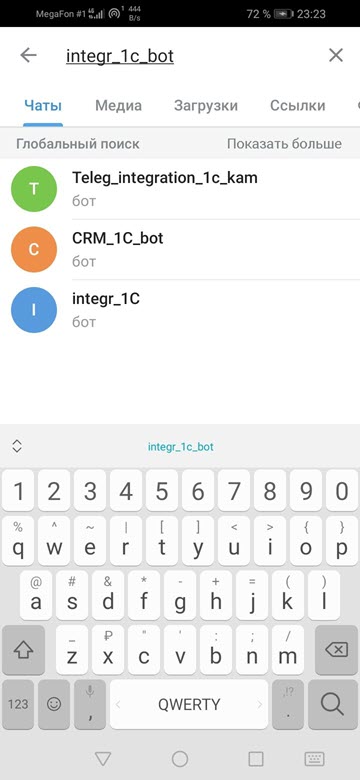 MegaFon #1 4G 1 444 B/s 72 % 23:23
integr_1c_bot
Чаты Медиа Загрузки Ссылки
Глобальный поиск Показать больше
T Teleg_integration_1c_kam
бот
C CRM_1C_bot
бот
I integr_1C
бот
integr_1c_bot
1 2 3 4 5 6 7 8 9 0
% ^ ~ | [ ] < > { }
q w e r t y u i o p
@ # & * - + = ( )
a s d f g h j k l
_ ₽ " ' : ; /
z x c v b n m
123 , QWERTY ,!? .